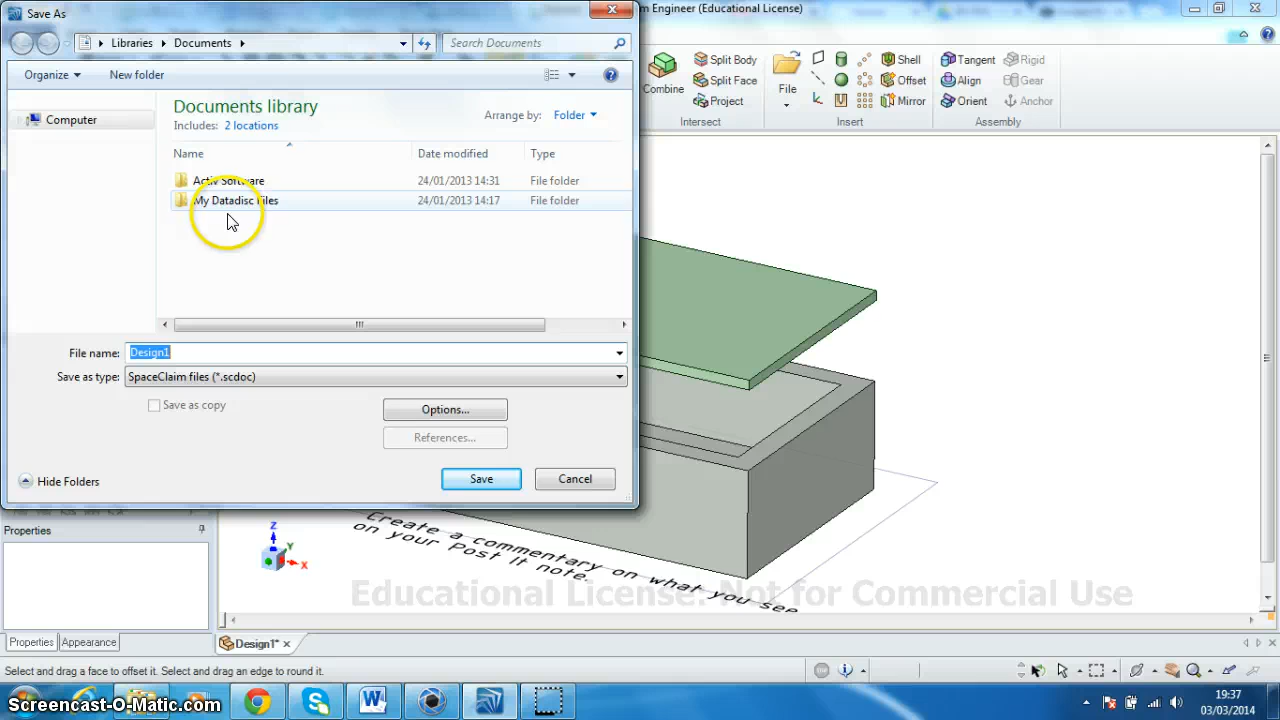 Save As
m Engineer (Educational License)
Libraries
Documents
Search Documents
Organize
New folder
Documents library
Includes: 2 locations
Arrange by: Folder
Name
Date modified
Type
Activ Software
24/01/2013 14:31
File folder
My Datadisc Files
24/01/2013 14:17
File folder
Computer
File name: Design1
Save as type: SpaceClaim files (*.scdoc)
Save as copy
Options...
References...
Hide Folders
Save
Cancel
Combine
Split Body
Split Face
Project
Intersect
File
Shell
Offset
Mirror
Insert
Tangent
Align
Orient
Rigid
Gear
Anchor
Assembly
Create a commentary on what you see
on your Post It note.
Educational License: Not for Commercial Use
Z
Y
X
Properties
Properties
Appearance
Design1*
Select and drag a face to offset it. Select and drag an edge to round it.
Screencast-O-Matic.com
19:37
03/03/2014